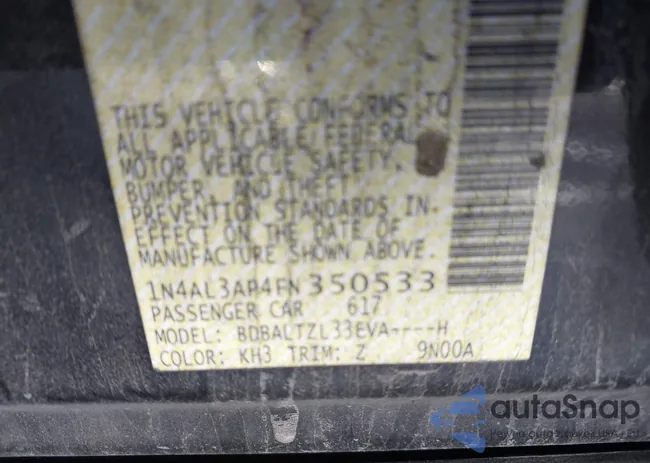 THIS VEHICLE CONFORMS TO
ALL APPLICABLE FEDERAL
MOTOR VEHICLE SAFETY,
BUMPER, AND THEFT
PREVENTION STANDARDS IN
EFFECT ON THE DATE OF
MANUFACTURE SHOWN ABOVE.
1N4AL3AP4FN350533
PASSENGER CAR 617
MODEL: BDBALTZL33EVA----H
COLOR: KH3 TRIM: Z 9N00A
autoSnap